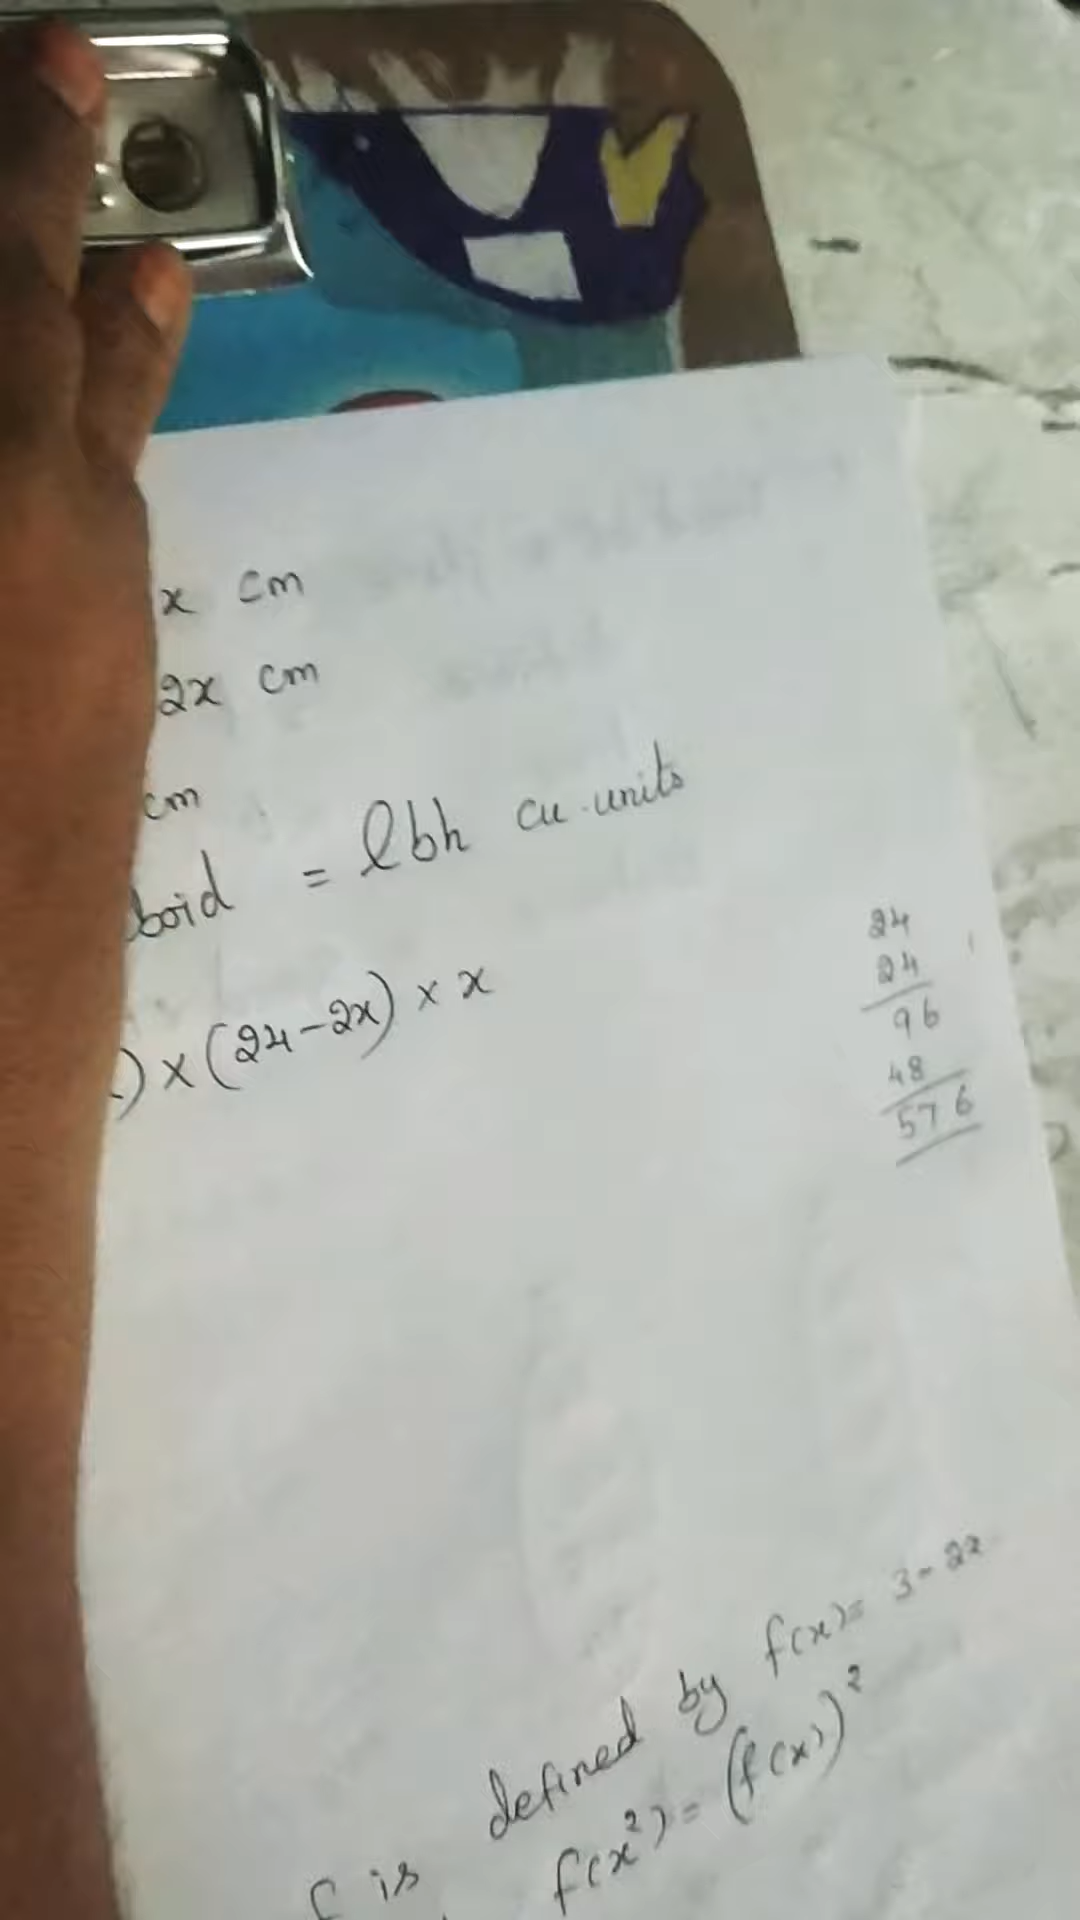 x cm
2x cm
cm
boid = lbh cu.units
) × (24-2x) × x
24
24
96
48
576
f is defined by f(x)= 3-2x
f(x²)= (f(x))²